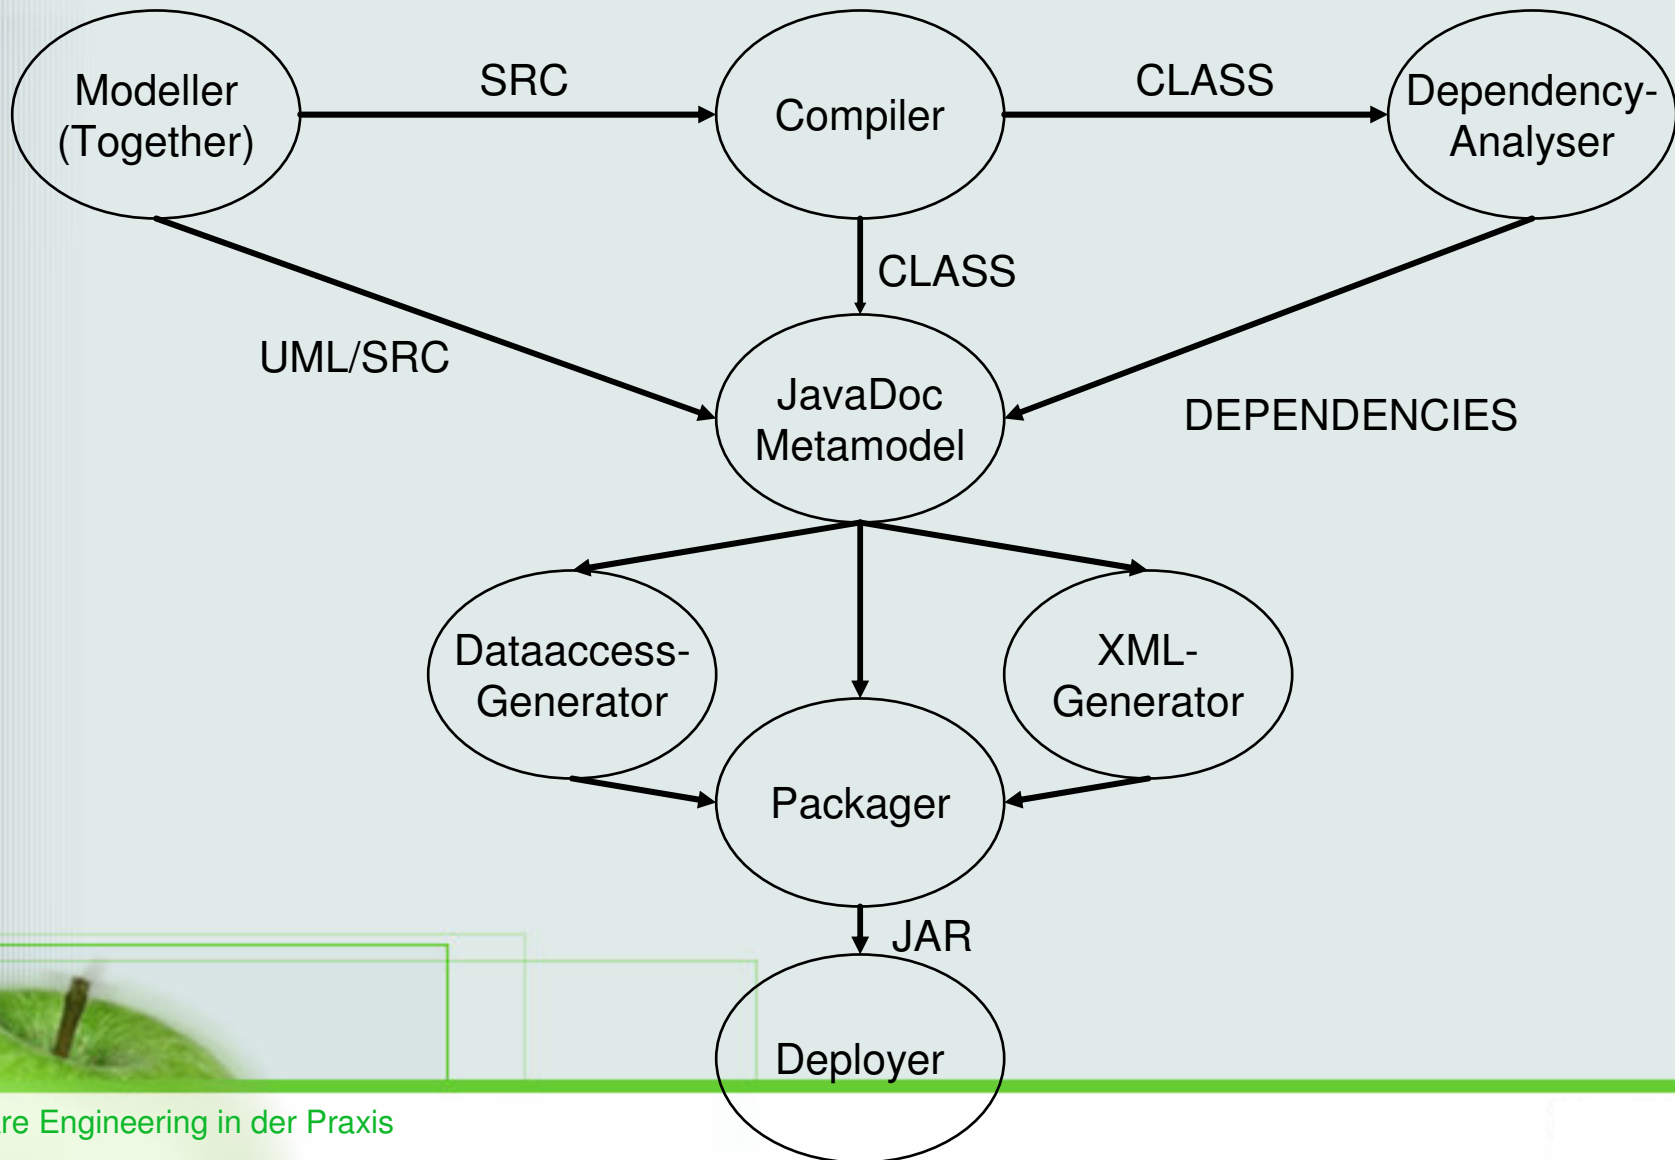 Modeller
(Together)
SRC
Compiler
CLASS
Dependency-
Analyser
CLASS
UML/SRC
JavaDoc
Metamodel
DEPENDENCIES
Dataaccess-
Generator
XML-
Generator
Packager
JAR
Deployer
re Engineering in der Praxis